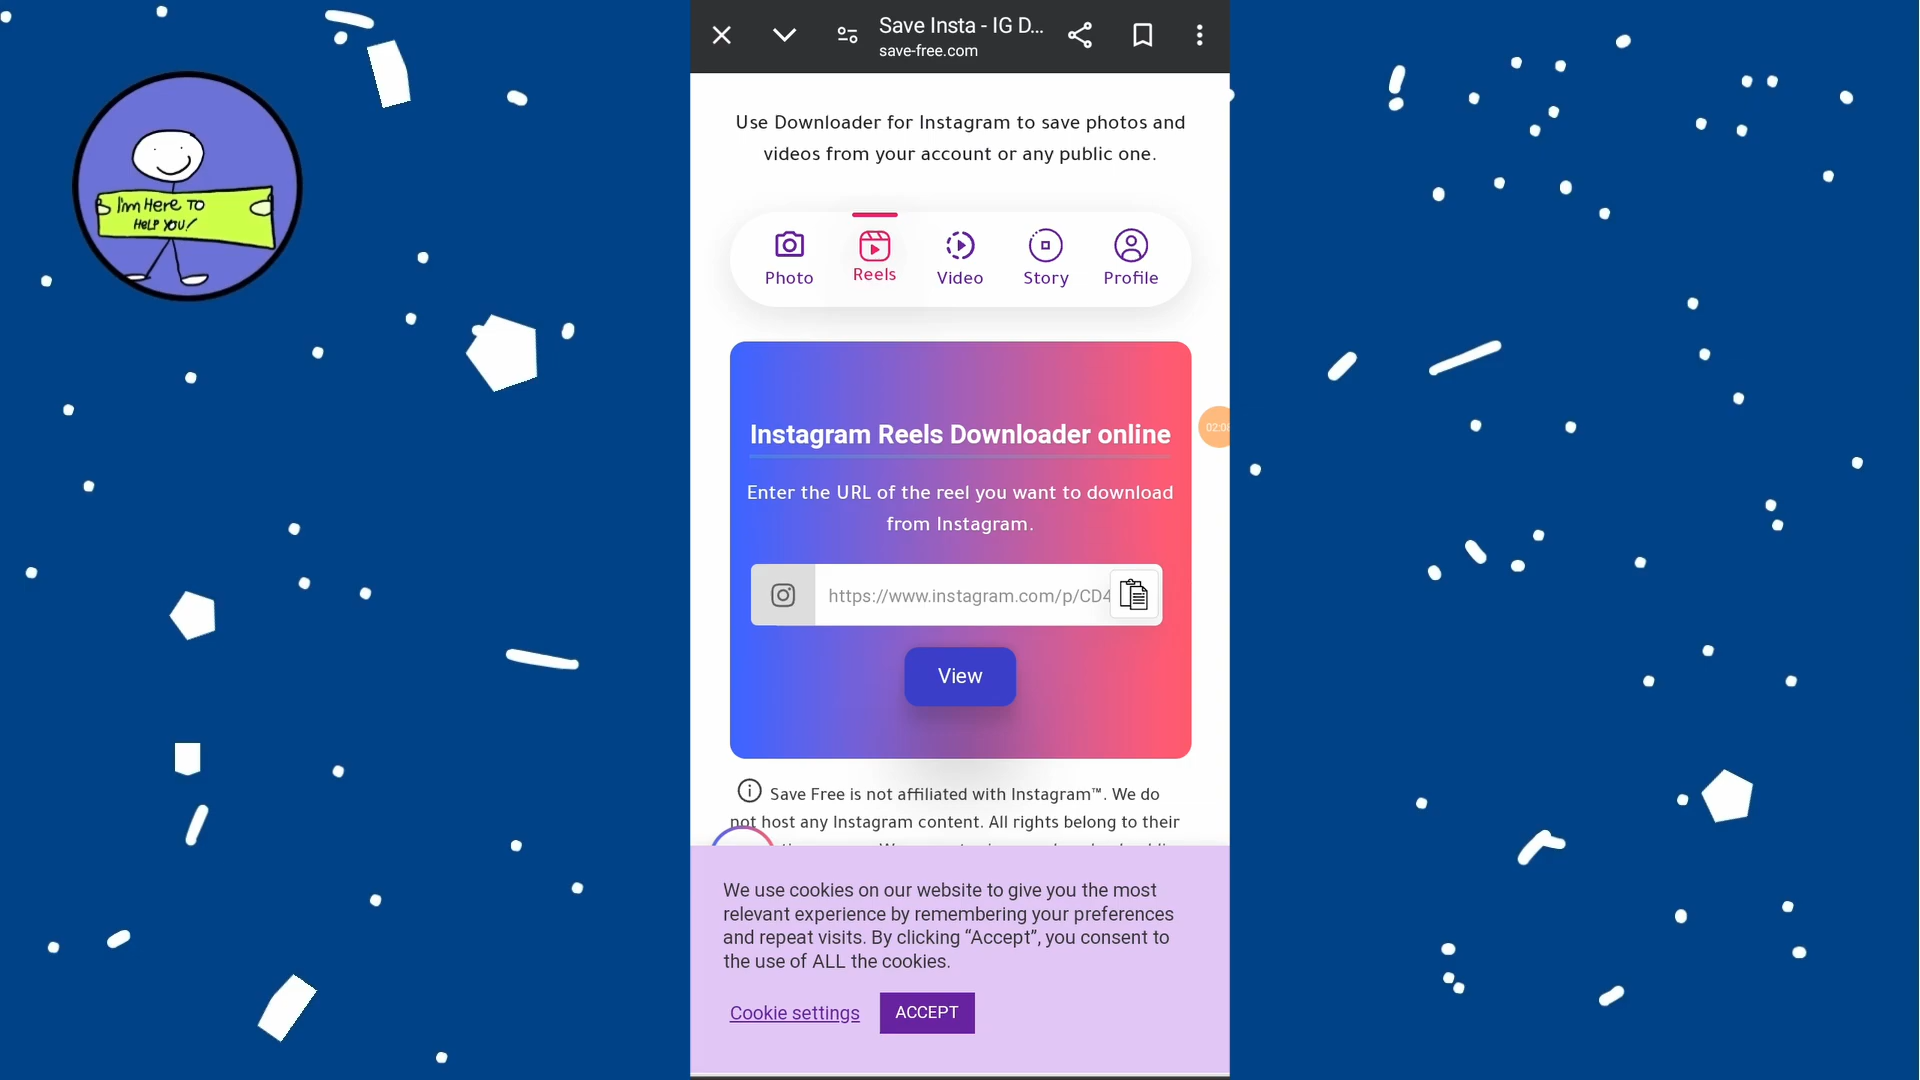 I'm HERE TO
HELP YOU!
Save Insta - IG D...
save-free.com
Use Downloader for Instagram to save photos and
videos from your account or any public one.
Photo
Reels
Video
Story
Profile
Instagram Reels Downloader online
Enter the URL of the reel you want to download
from Instagram.
https://www.instagram.com/p/CD4
View
Save Free is not affiliated with Instagram™. We do
not host any Instagram content. All rights belong to their
We use cookies on our website to give you the most
relevant experience by remembering your preferences
and repeat visits. By clicking “Accept”, you consent to
the use of ALL the cookies.
Cookie settings
ACCEPT